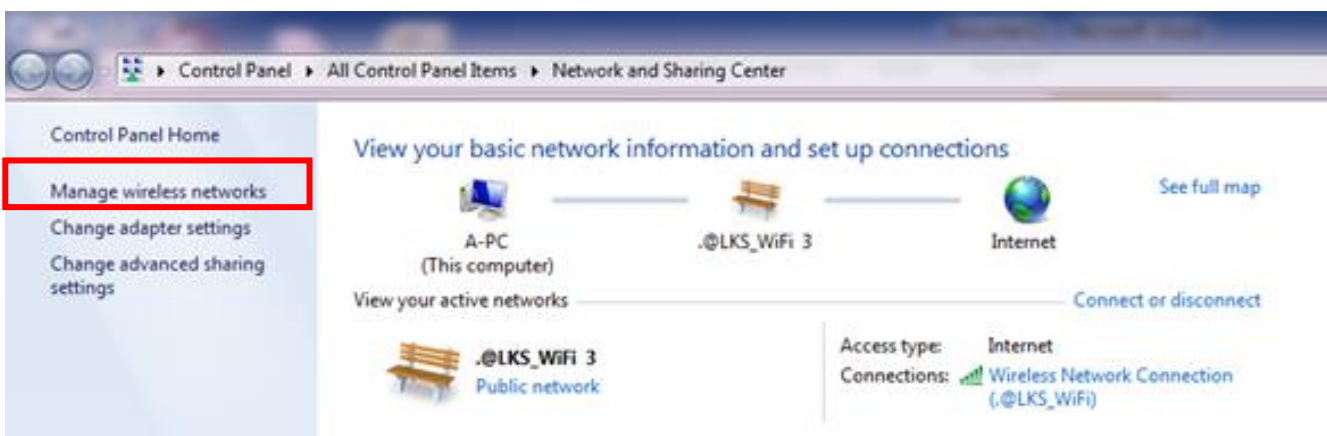 Control Panel ▸ All Control Panel Items ▸ Network and Sharing Center
Control Panel Home
Manage wireless networks
Change adapter settings
Change advanced sharing
settings
View your basic network information and set up connections
See full map
A-PC
(This computer)
.@LKS_WiFi 3
Internet
View your active networks
Connect or disconnect
.@LKS_WiFi 3
Public network
Access type: Internet
Connections: Wireless Network Connection
(.@LKS_WiFi)